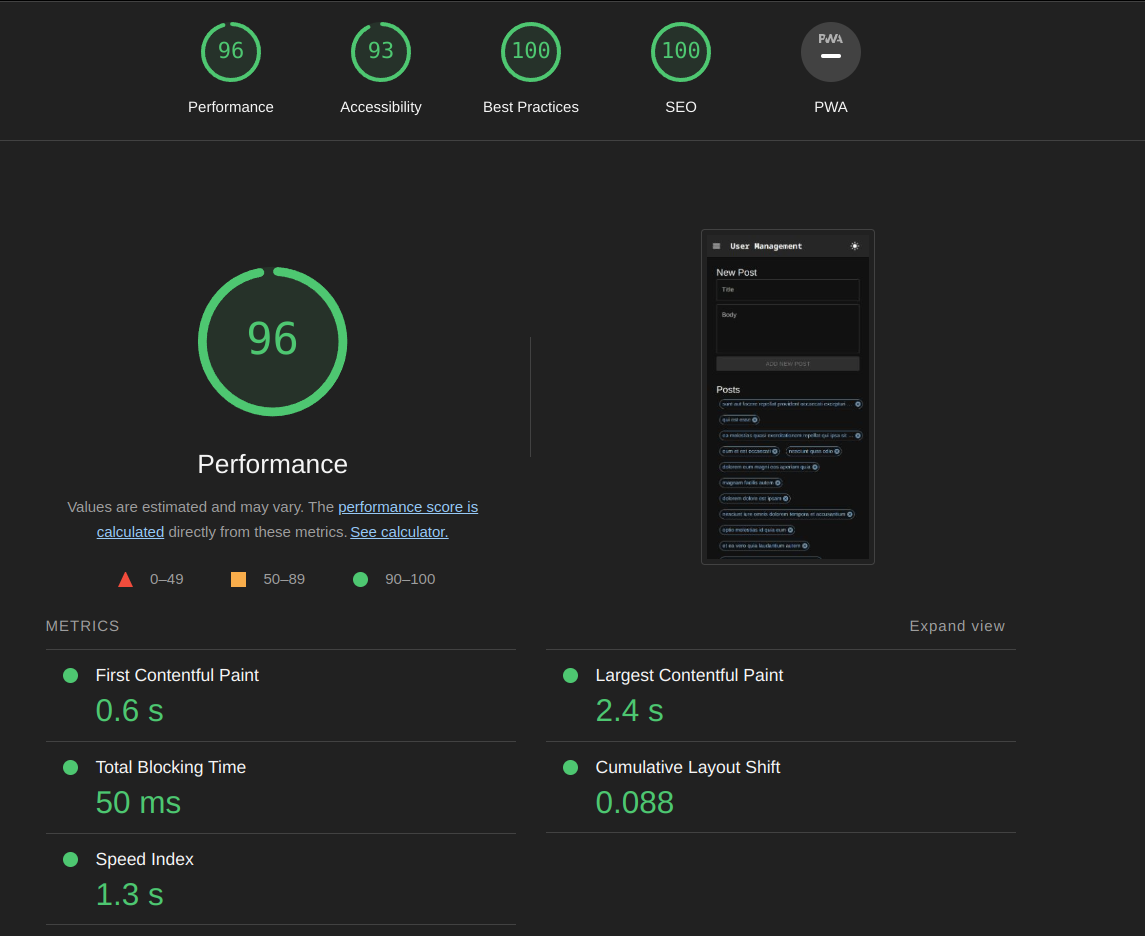 96
93
100
100
PWA
Performance
Accessibility
Best Practices
SEO
PWA
User Management
New Post
Title
Body
ADD NEW POST
Posts
qui est esse
eum et est occaecati
nesciunt quas odio
dolorem eum magni eos aperiam quia
magnam facilis autem
dolorem dolore est ipsam
nesciunt iure omnis dolorem tempora et accusantium
optio molestias id quia eum
et ea vero quia laudantium autem
96
Performance
Values are estimated and may vary. The performance score is
calculated directly from these metrics. See calculator.
0–49
50–89
90–100
METRICS
Expand view
First Contentful Paint
0.6 s
Largest Contentful Paint
2.4 s
Total Blocking Time
50 ms
Cumulative Layout Shift
0.088
Speed Index
1.3 s